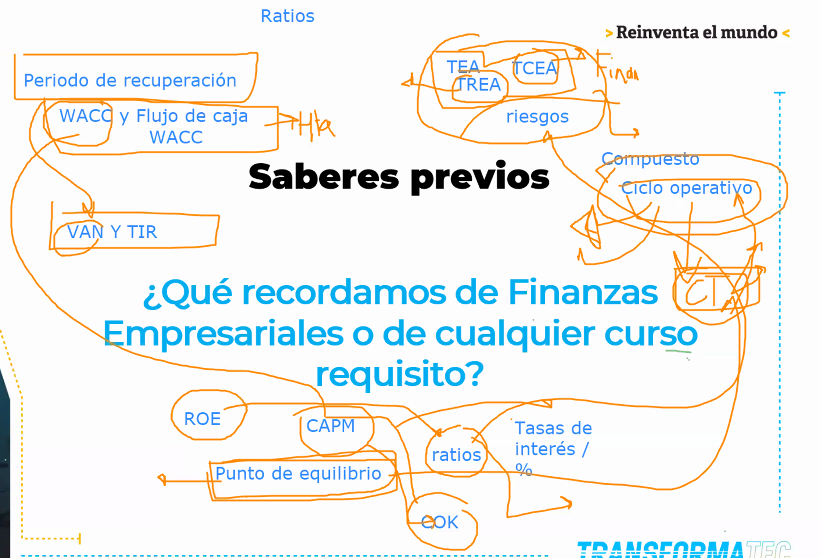 Ratios
> Reinventa el mundo <
Periodo de recuperación
TEA
TCEA
TREA
WACC y Flujo de caja
WACC
Hta
riesgos
Saberes previos
Compuesto
Ciclo operativo
VAN Y TIR
CT
¿Qué recordamos de Finanzas
Empresariales o de cualquier curso
requisito?
ROE
CAPM
ratios
Tasas de
interés /
%
Punto de equilibrio
COK
TRANSFORMATEC